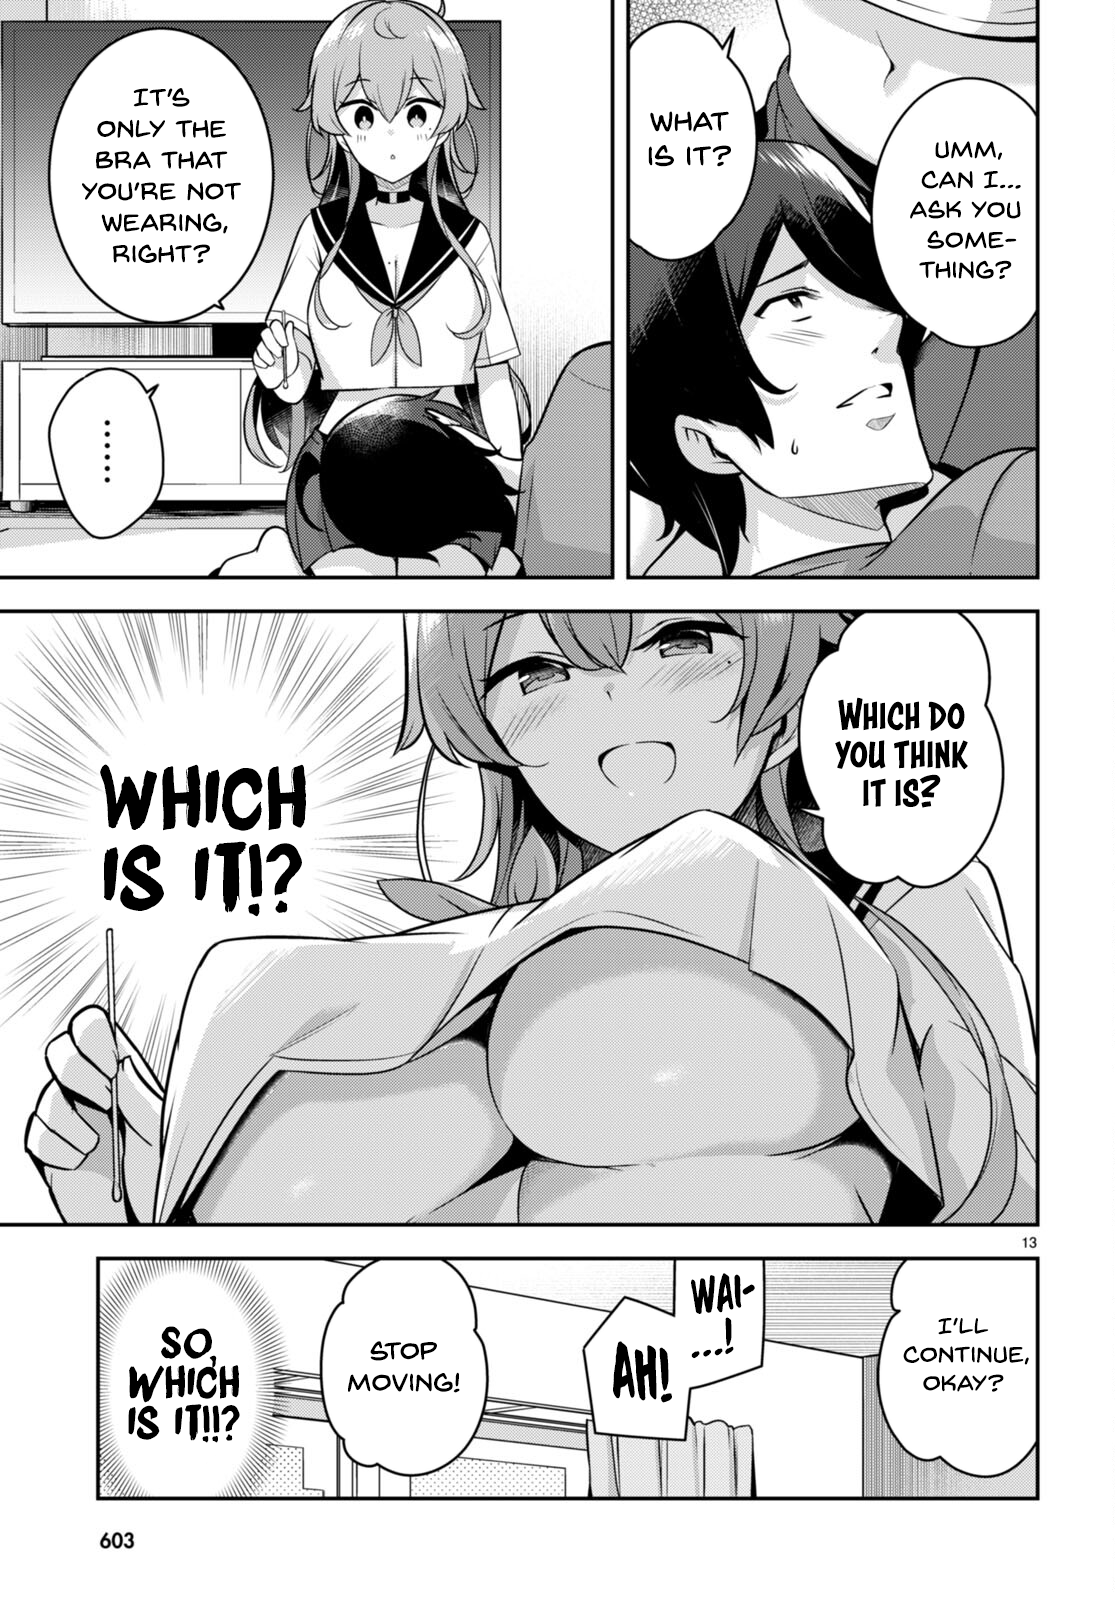 UMM,
CAN I...
ASK YOU
SOME-
THING?
WHAT
IS IT?
IT'S
ONLY THE
BRA THAT
YOU'RE NOT
WEARING,
RIGHT?
......
WHICH DO
YOU THINK
IT IS?
WHICH
IS IT!?
13
I'LL
CONTINUE,
OKAY?
WAI-
...!
AH!
STOP
MOVING!
SO,
WHICH
IS IT!!?
603